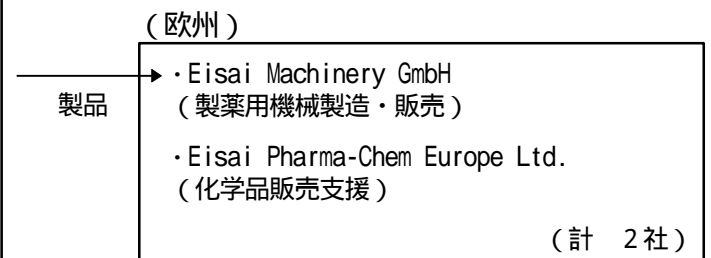 （欧州）
・Eisai Machinery GmbH
製品
（製薬用機械製造・販売）
・Eisai Pharma-Chem Europe Ltd.
（化学品販売支援）
（計　2社）